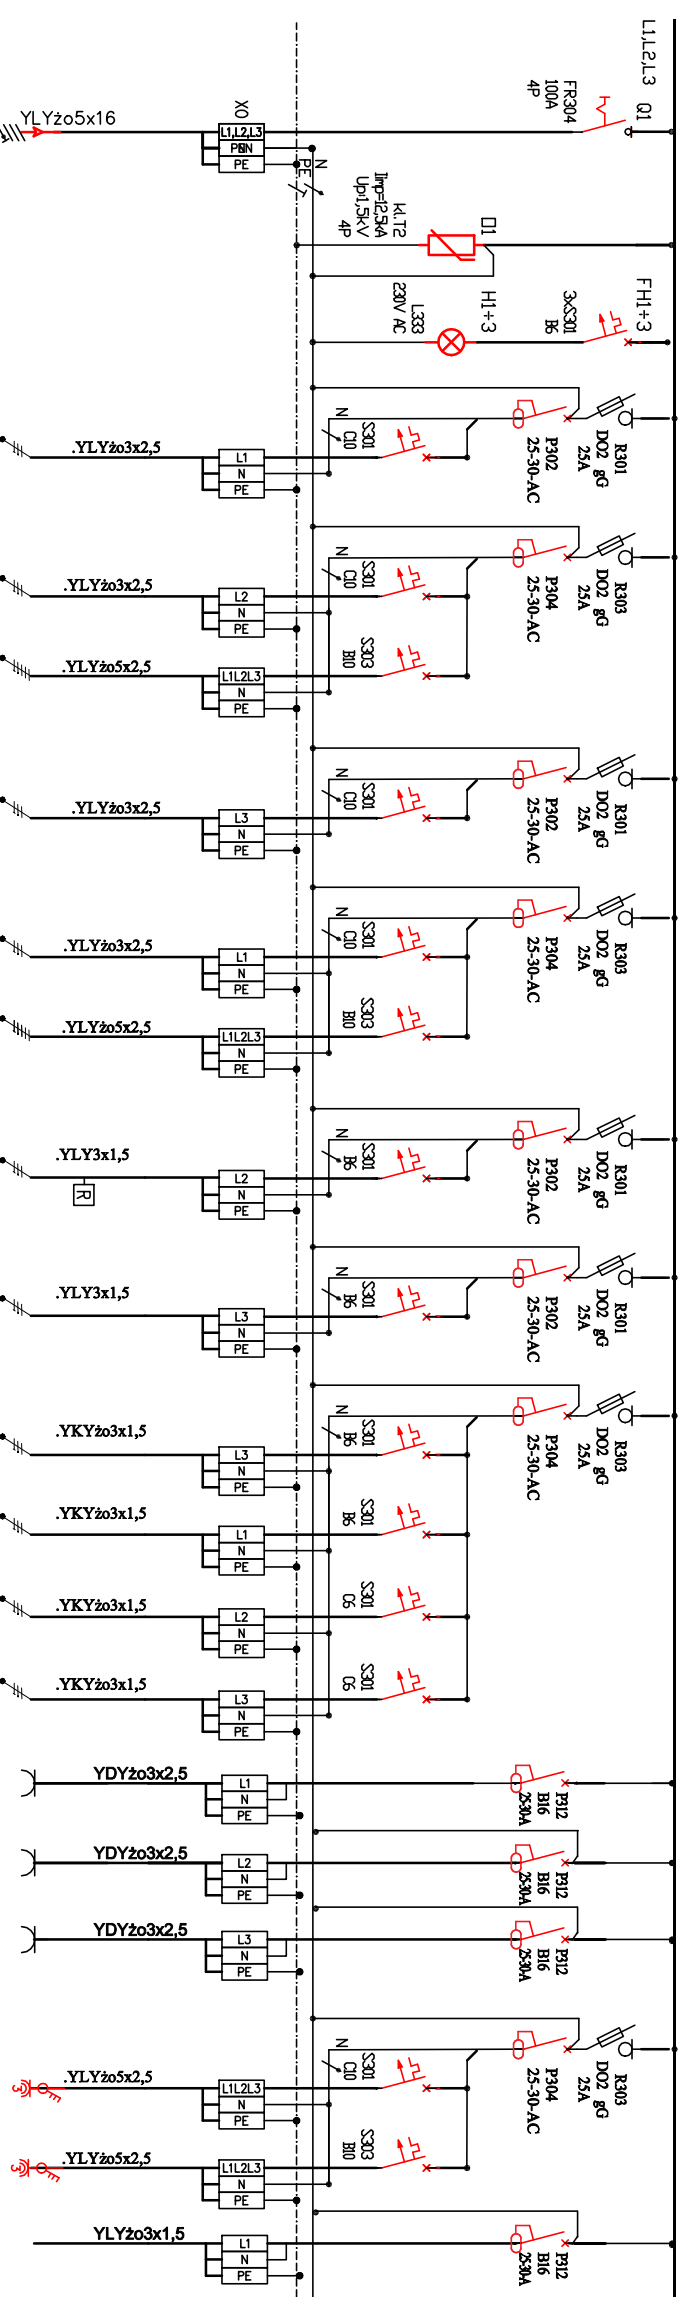 L1,L2,L3
Q1
FR304
100A
4P
X0
YLYżo5x16
L1,L2,L3
PE
N
PE
O1
kl.T2
Iimp=12,5kA
Up:1,5kV
4P
FH1÷3
3xS301
B6
H1÷3
L333
230V AC
R301
DO2 gG
25A
P302
25-30-AC
N
S301
C10
L1
N
PE
.YLYżo3x2,5
R303
DO2 gG
25A
P304
25-30-AC
N
S301
C10
L2
N
PE
.YLYżo3x2,5
S303
B10
L1L2L3
N
PE
.YLYżo5x2,5
R301
DO2 gG
25A
P302
25-30-AC
N
S301
C10
L3
N
PE
.YLYżo3x2,5
R303
DO2 gG
25A
P304
25-30-AC
N
S301
C10
L1
N
PE
.YLYżo3x2,5
S303
B10
L1L2L3
N
PE
.YLYżo5x2,5
R301
DO2 gG
25A
P302
25-30-AC
N
S301
B6
L2
N
PE
.YLY3x1,5
R
R301
DO2 gG
25A
P302
25-30-AC
N
S301
B6
L3
N
PE
.YLY3x1,5
R303
DO2 gG
25A
P304
25-30-AC
N
S301
B6
L3
N
PE
.YKYżo3x1,5
S301
B6
L1
N
PE
.YKYżo3x1,5
S301
C6
L2
N
PE
.YKYżo3x1,5
S301
C6
L3
N
PE
.YKYżo3x1,5
P312
B16
25-30-A
L1
N
PE
YDYżo3x2,5
P312
B16
25-30-A
L2
N
PE
YDYżo3x2,5
P312
B16
25-30-A
L3
N
PE
YDYżo3x2,5
R303
DO2 gG
25A
P304
25-30-AC
N
S301
C10
L1L2L3
N
PE
.YLYżo5x2,5
3
S303
B10
L1L2L3
N
PE
.YLYżo5x2,5
3
P312
B16
25-30-A
L1
N
PE
YLYżo3x1,5